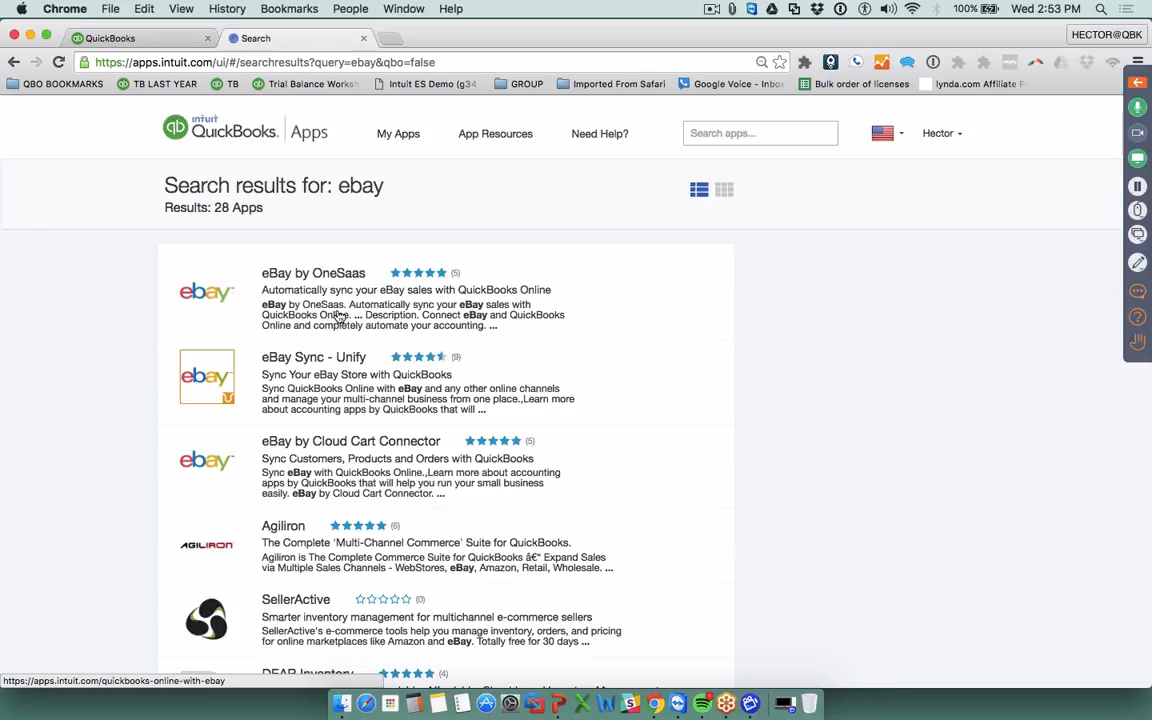 Chrome File Edit View History Bookmarks People Window Help 100% Wed 2:53 PM
QuickBooks Search HECTOR@QBK
https://apps.intuit.com/ui/#/searchresults?query=ebay&qbo=false
QBO BOOKMARKS TB LAST YEAR TB Trial Balance Works Intuit ES Demo (g34 GROUP Imported From Safari Google Voice - Inbo Bulk order of licenses lynda.com Affiliate P
intuit
QuickBooks. Apps My Apps App Resources Need Help? Search apps... Hector
Search results for: ebay
Results: 28 Apps
eBay by OneSaas (5)
Automatically sync your eBay sales with QuickBooks Online
eBay by OneSaas. Automatically sync your eBay sales with
QuickBooks Online. ... Description. Connect eBay and QuickBooks
Online and completely automate your accounting. ...
ebay
eBay Sync - Unify (9)
Sync Your eBay Store with QuickBooks
Sync QuickBooks Online with eBay and any other online channels
and manage your multi-channel business from one place.,Learn more
about accounting apps by QuickBooks that will ...
ebay
eBay by Cloud Cart Connector (5)
Sync Customers, Products and Orders with QuickBooks
Sync eBay with QuickBooks Online.,Learn more about accounting
apps by QuickBooks that will help you run your small business
easily. eBay by Cloud Cart Connector. ...
ebay
Agiliron (6)
The Complete 'Multi-Channel Commerce' Suite for QuickBooks.
Agiliron is The Complete Commerce Suite for QuickBooks â€“ Expand Sales
via Multiple Sales Channels - WebStores, eBay, Amazon, Retail, Wholesale. ...
AGILIRON
SellerActive (0)
Smarter inventory management for multichannel e-commerce sellers
SellerActive's e-commerce tools help you manage inventory, orders, and pricing
for online marketplaces like Amazon and eBay. Totally free for 30 days ...
DEAR Inventory (4)
https://apps.intuit.com/quickbooks-online-with-ebay